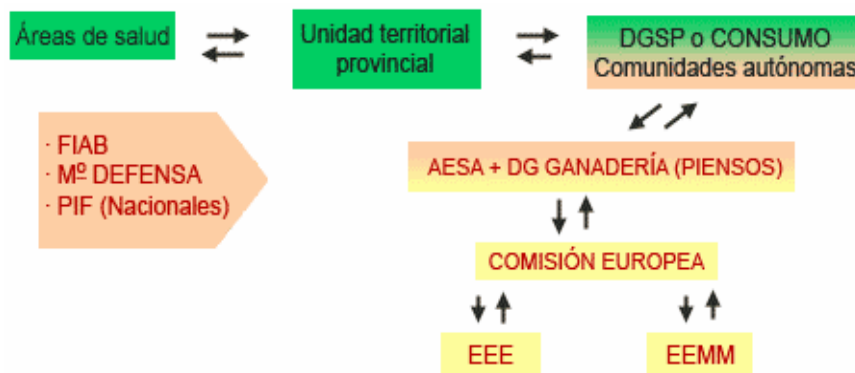 Áreas de salud
Unidad territorial
provincial
DGSP o CONSUMO
Comunidades autónomas
· FIAB
· Mº DEFENSA
· PIF (Nacionales)
AESA + DG GANADERÍA (PIENSOS)
COMISIÓN EUROPEA
EEE
EEMM